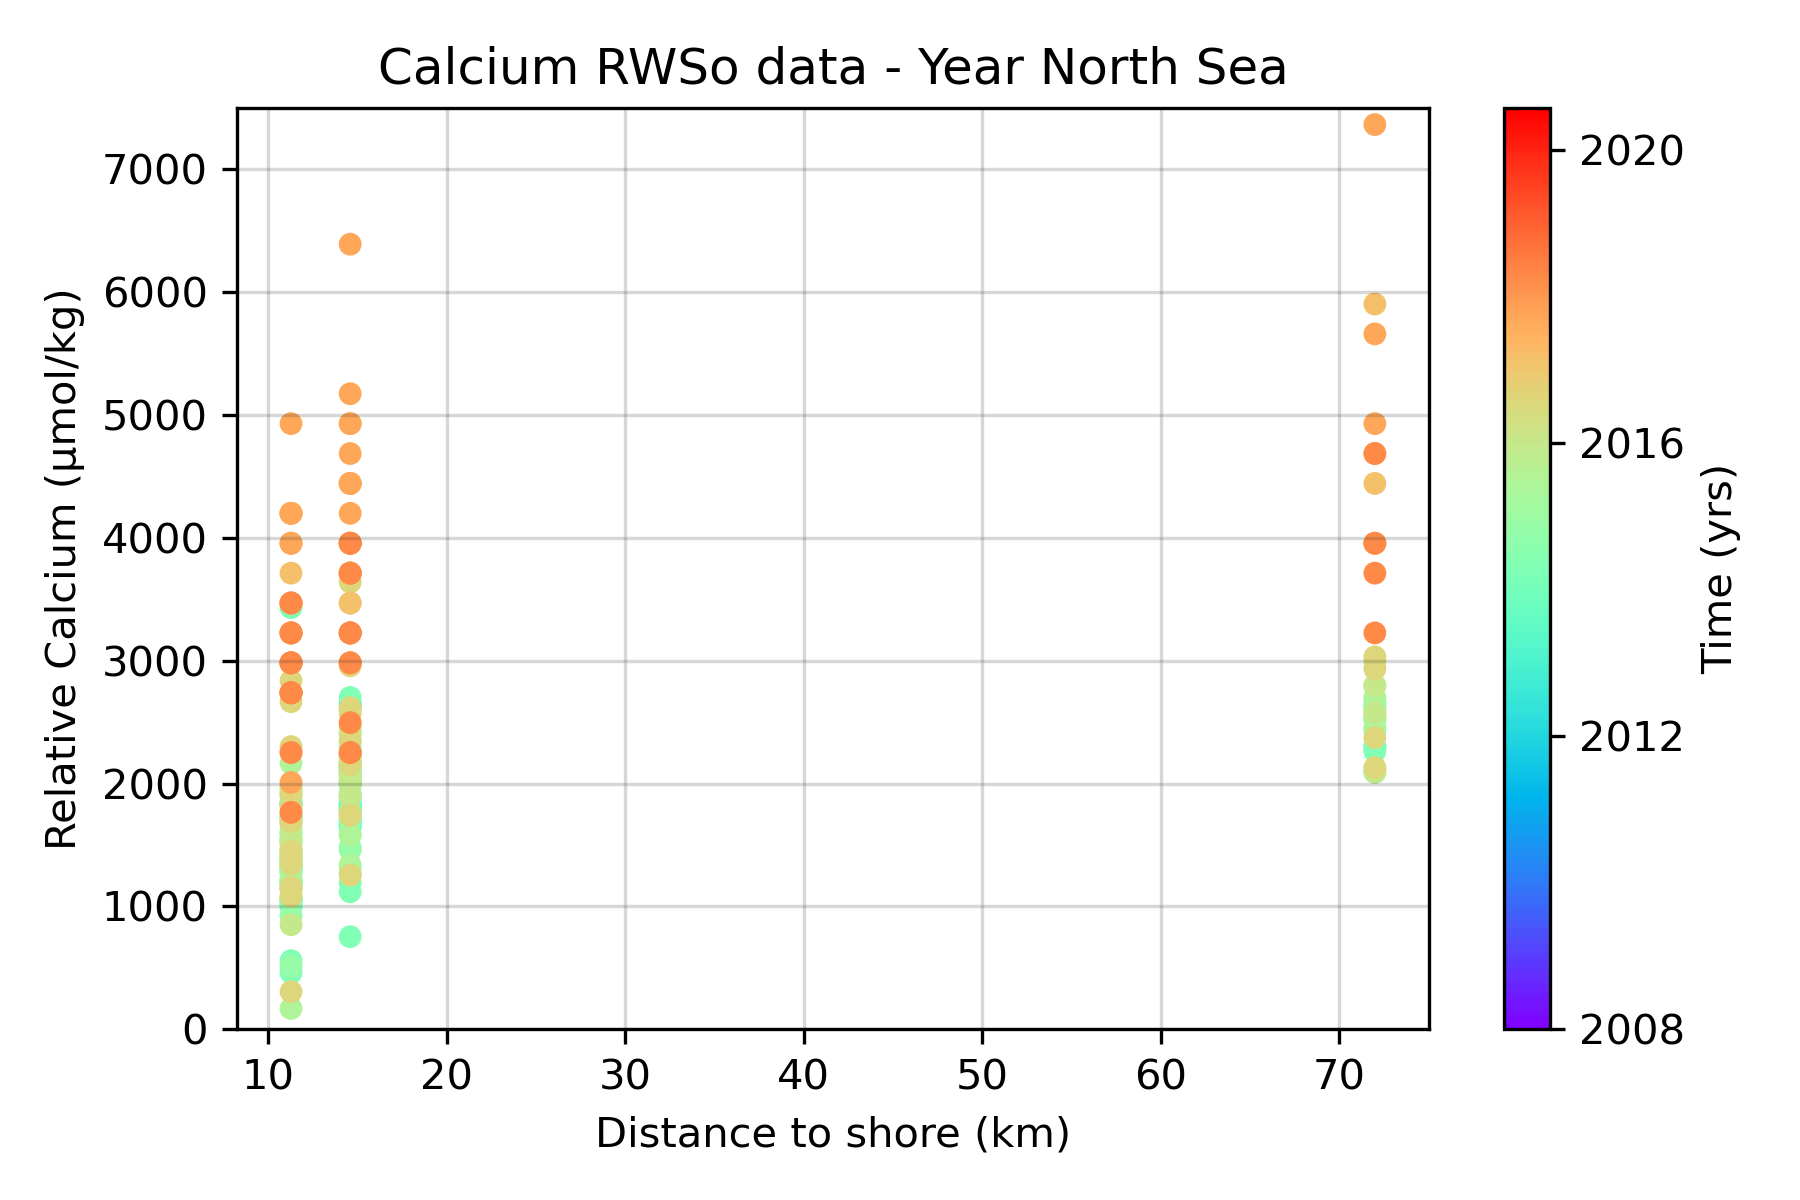 Calcium RWSo data - Year North Sea
Relative Calcium (µmol/kg)
7000
6000
5000
4000
3000
2000
1000
0
10 20 30 40 50 60 70
Distance to shore (km)
2020
2016
2012
2008
Time (yrs)